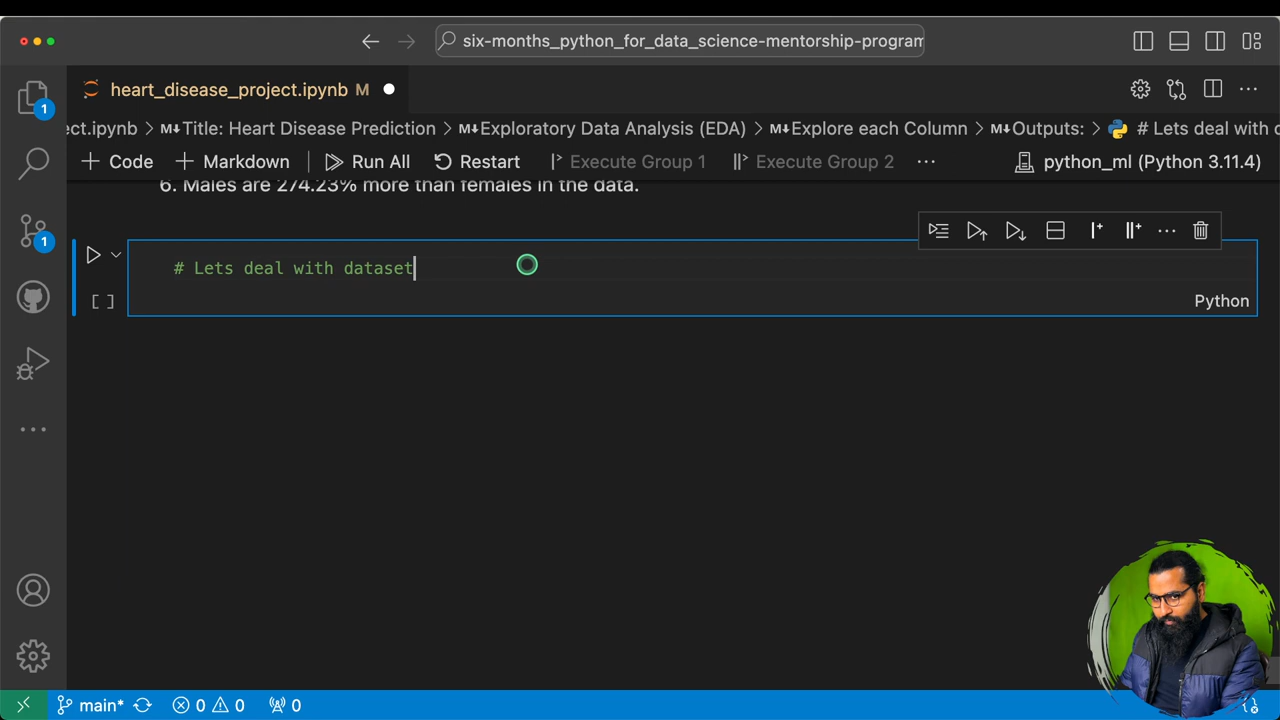 six-months_python_for_data_science-mentorship-program
heart_disease_project.ipynb M
ect.ipynb > M↓Title: Heart Disease Prediction > M↓Exploratory Data Analysis (EDA) > M↓Explore each Column > M↓Outputs: > # Lets deal with d
+ Code + Markdown Run All Restart Execute Group 1 Execute Group 2 ... python_ml (Python 3.11.4)
6. Males are 274.23% more than females in the data.
# Lets deal with dataset
[ ] Python
1
1
main* 0 0 0